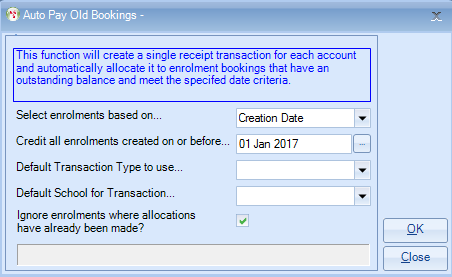 Auto Pay Old Bookings -
This function will create a single receipt transaction for each account
and automatically allocate it to enrolment bookings that have an
outstanding balance and meet the specifed date criteria.
Select enrolments based on... Creation Date
Credit all enrolments created on or before... 01 Jan 2017 ...
Default Transaction Type to use...
Default School for Transaction...
Ignore enrolments where allocations
have already been made?
OK
Close